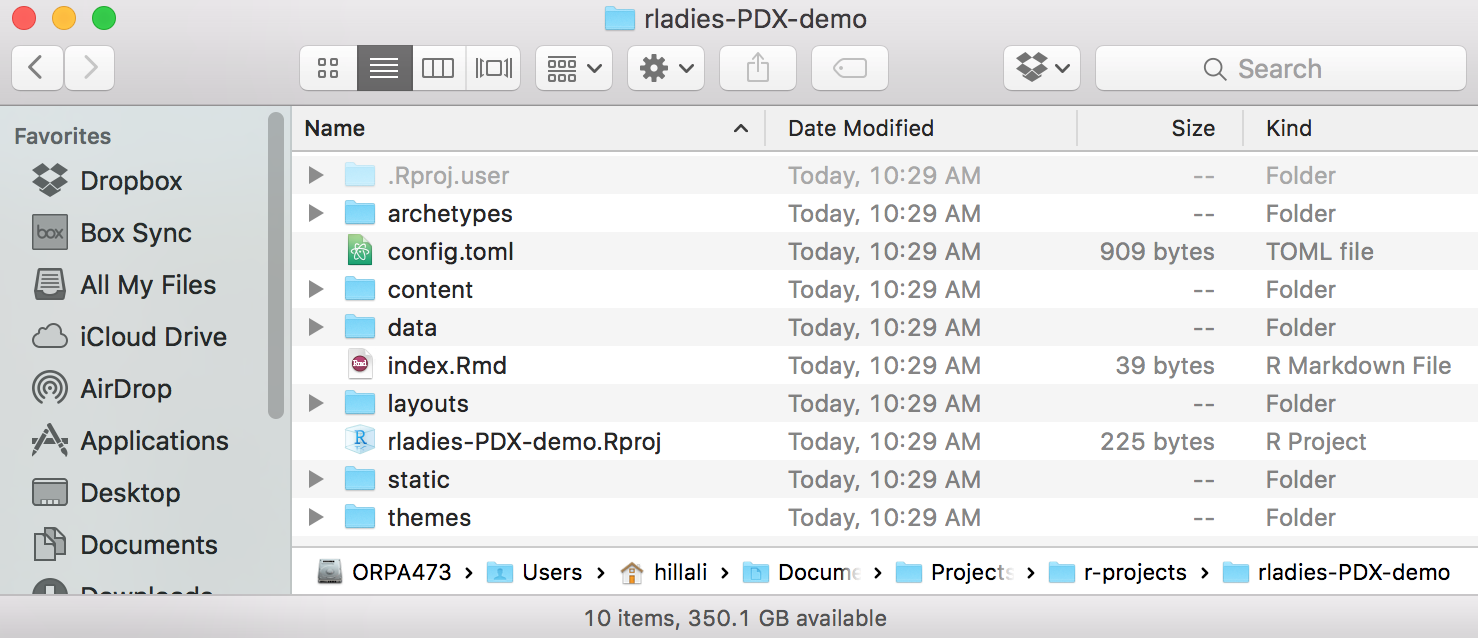 rladies-PDX-demo
Search
Favorites
Dropbox
box
Box Sync
All My Files
iCloud Drive
AirDrop
Applications
Desktop
Documents
Name Date Modified Size Kind
.Rproj.user Today, 10:29 AM -- Folder
archetypes Today, 10:29 AM -- Folder
config.toml Today, 10:29 AM 909 bytes TOML file
content Today, 10:29 AM -- Folder
data Today, 10:29 AM -- Folder
Rmd index.Rmd Today, 10:29 AM 39 bytes R Markdown File
layouts Today, 10:29 AM -- Folder
R rladies-PDX-demo.Rproj Today, 10:29 AM 225 bytes R Project
static Today, 10:29 AM -- Folder
themes Today, 10:29 AM -- Folder
ORPA473 › Users › hillali › Docume › Projects › r-projects › rladies-PDX-demo
10 items, 350.1 GB available